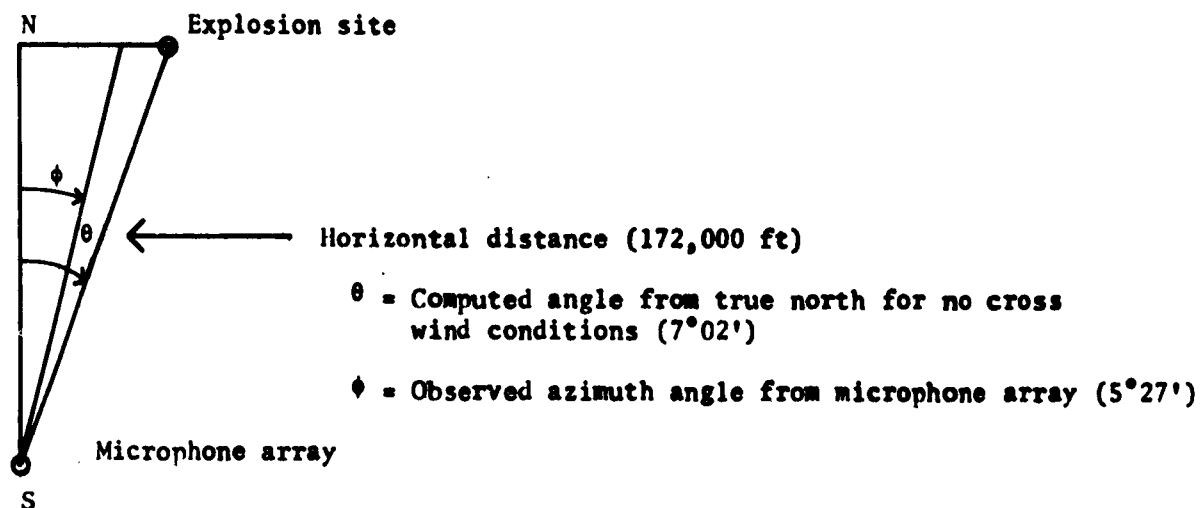 N
Explosion site
φ
θ
Horizontal distance (172,000 ft)
θ = Computed angle from true north for no cross
wind conditions (7°02')
φ = Observed azimuth angle from microphone array (5°27')
Microphone array
S